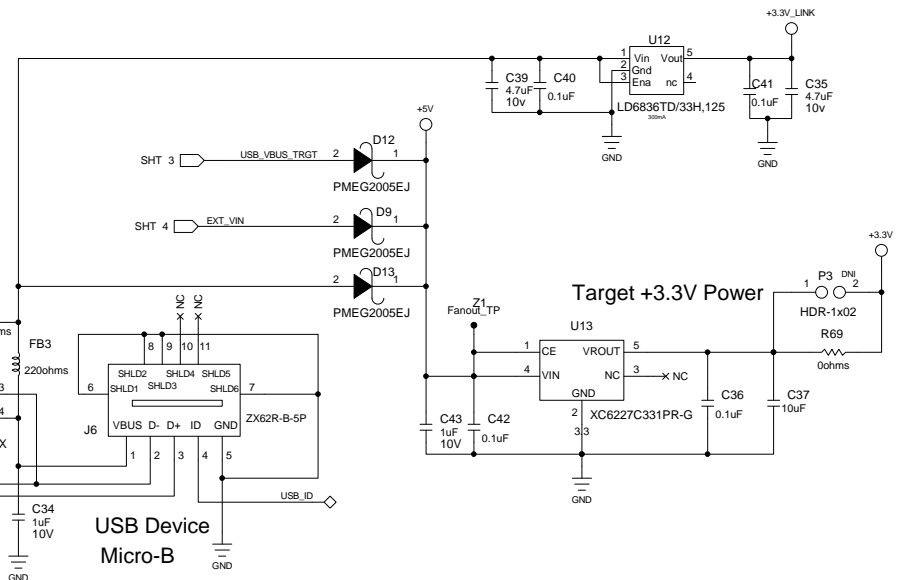 +3.3V_LINK
U12
1 Vin Vout 5
2 Gnd
3 Ena nc 4
LD6836TD/33H,125
300mA
C39
4.7uF
10v
C40
0.1uF
C41
0.1uF
C35
4.7uF
10v
GND
GND
+5V
SHT 3
USB_VBUS_TRGT
2 D12 1
PMEG2005EJ
SHT 4
EXT_VIN
2 D9 1
PMEG2005EJ
2 D13 1
PMEG2005EJ
Target +3.3V Power
+3.3V
P3 DNI
1 2
HDR-1x02
R69
0ohms
Z1
Fanout_TP
U13
1 CE VROUT 5
4 VIN NC 3 NC
GND
2
3.3
XC6227C331PR-G
C43
1uF
10V
C42
0.1uF
C36
0.1uF
C37
10uF
GND
ms
FB3
220ohms
3
4
X
NC NC
8 9 10 11
SHLD2 SHLD4 SHLD5
6 SHLD1 SHLD3 SHLD6 7
ZX62R-B-5P
J6
VBUS D- D+ ID GND
1 2 3 4 5
USB_ID
C34
1uF
10V
GND
USB Device
Micro-B
GND